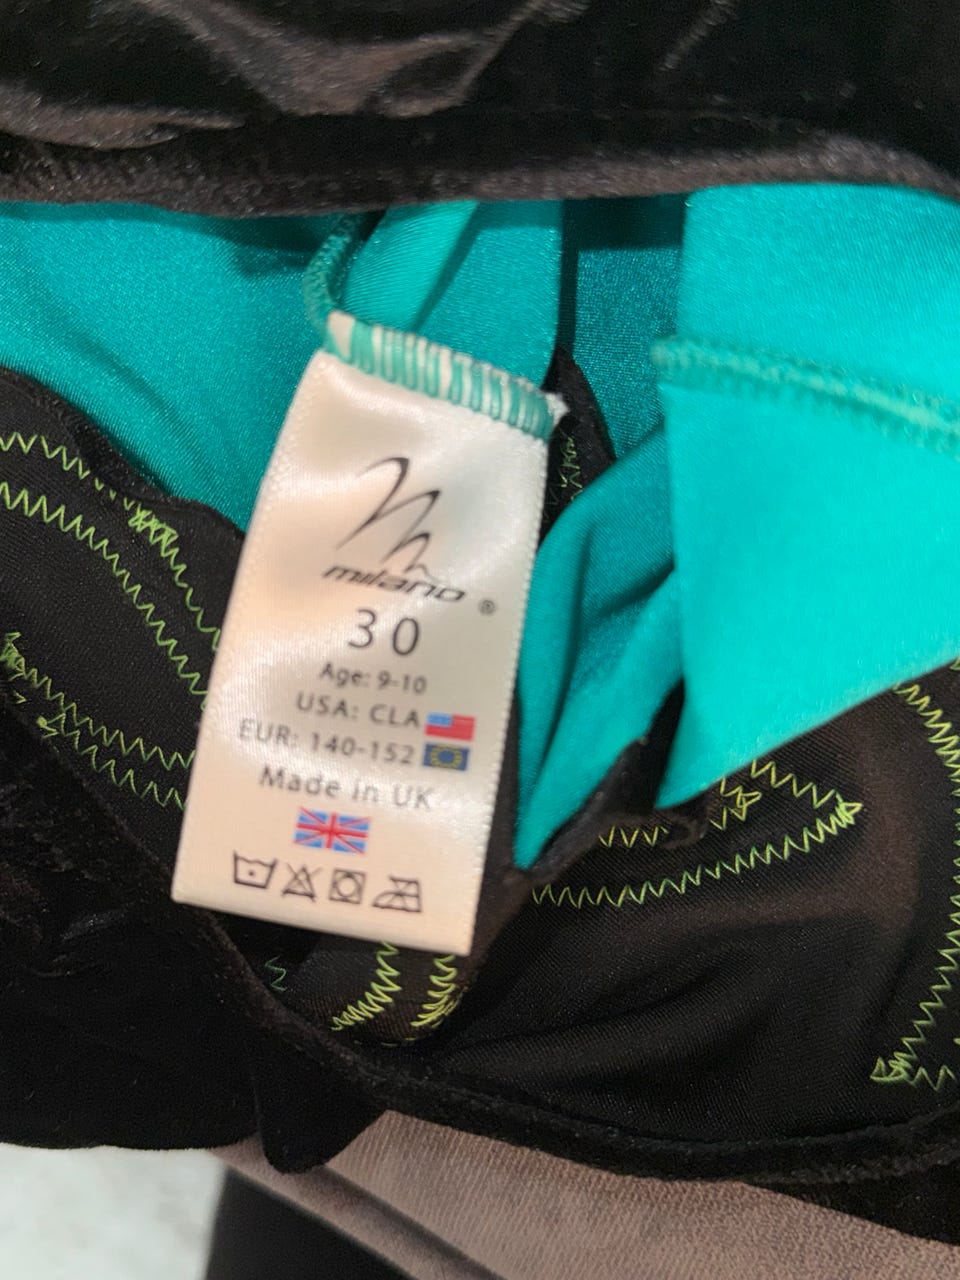 milano ®
30
Age: 9-10
USA: CLA
EUR: 140-152
Made in UK